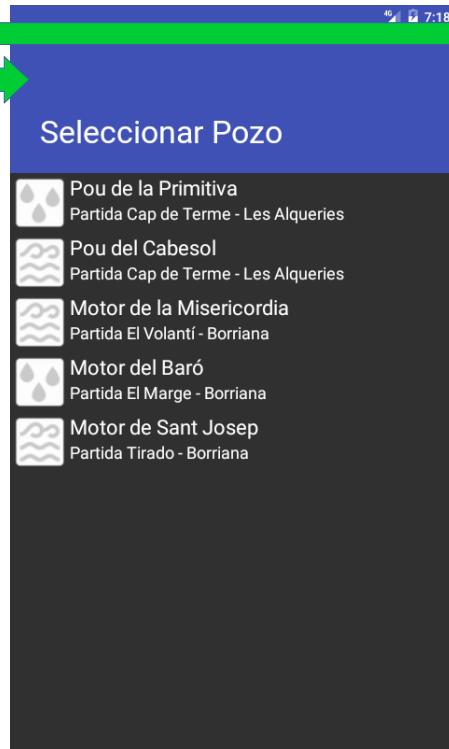 4G 7:18
Seleccionar Pozo
Pou de la Primitiva
Partida Cap de Terme - Les Alqueries
Pou del Cabesol
Partida Cap de Terme - Les Alqueries
Motor de la Misericordia
Partida El Volantí - Borriana
Motor del Baró
Partida El Marge - Borriana
Motor de Sant Josep
Partida Tirado - Borriana